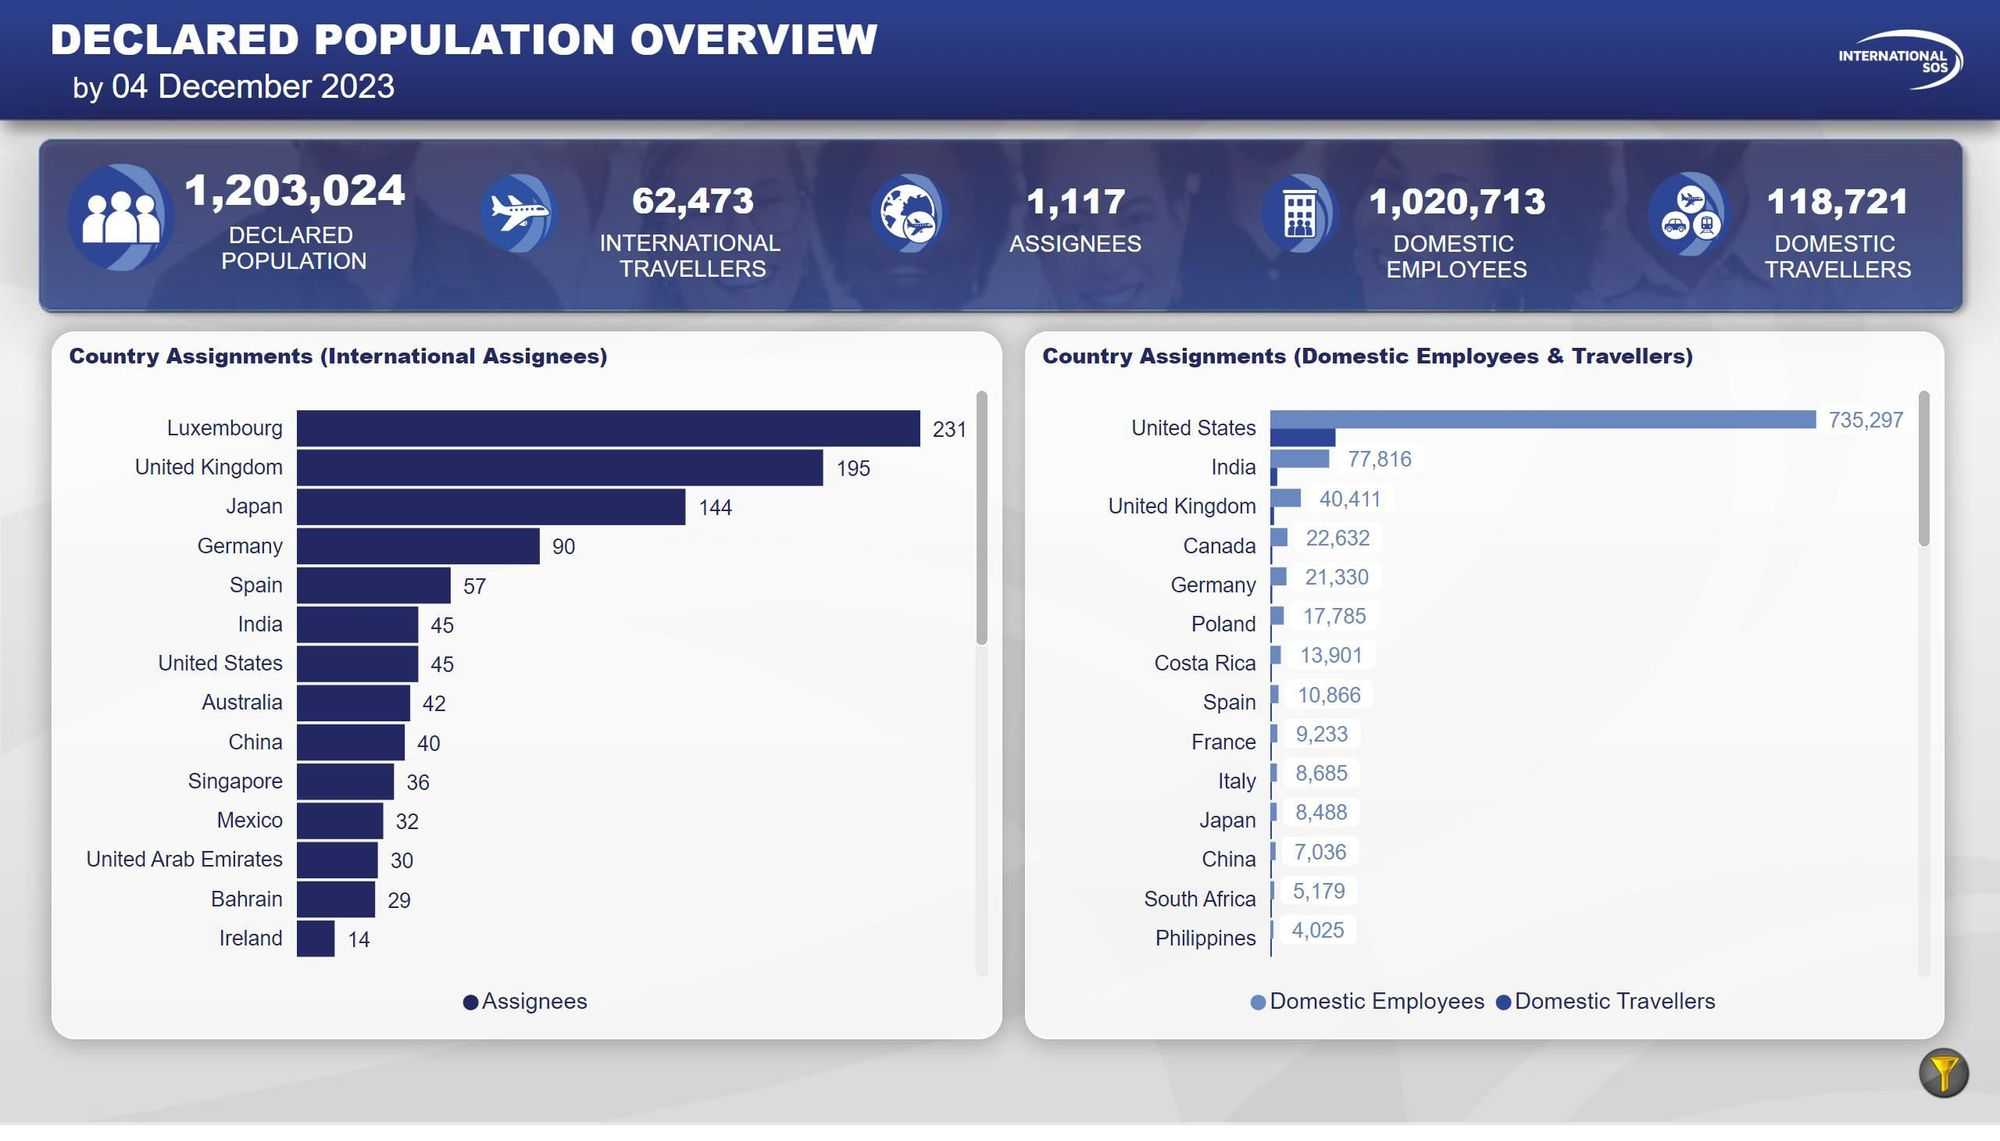 DECLARED POPULATION OVERVIEW
by 04 December 2023
INTERNATIONAL
SOS
1,203,024
DECLARED
POPULATION
62,473
INTERNATIONAL
TRAVELLERS
1,117
ASSIGNEES
1,020,713
DOMESTIC
EMPLOYEES
118,721
DOMESTIC
TRAVELLERS
Country Assignments (International Assignees)
Luxembourg 231
United Kingdom 195
Japan 144
Germany 90
Spain 57
India 45
United States 45
Australia 42
China 40
Singapore 36
Mexico 32
United Arab Emirates 30
Bahrain 29
Ireland 14
Assignees
Country Assignments (Domestic Employees & Travellers)
United States 735,297
India 77,816
United Kingdom 40,411
Canada 22,632
Germany 21,330
Poland 17,785
Costa Rica 13,901
Spain 10,866
France 9,233
Italy 8,685
Japan 8,488
China 7,036
South Africa 5,179
Philippines 4,025
Domestic Employees Domestic Travellers